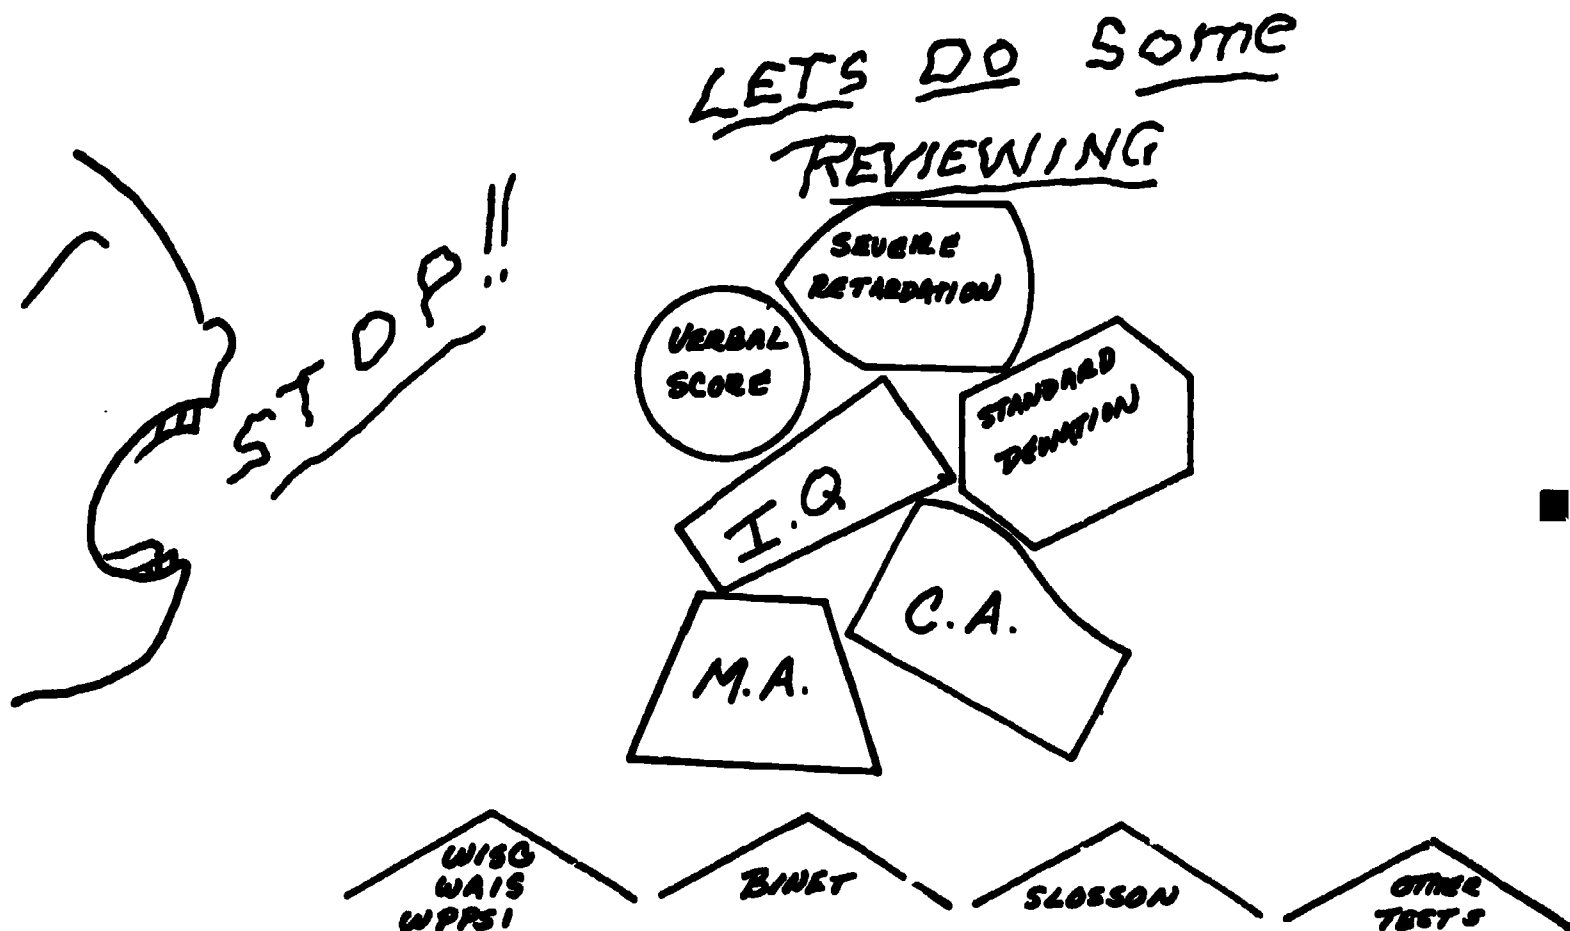 LETS DO SOME
REVIEWING
STOP!!
SEVERE
RETARDATION
VERBAL
SCORE
STANDARD
DEVIATION
I.Q
C.A.
M.A.
WISC
WAIS
WPPSI
BINET
SLOSSON
OTHER
TESTS